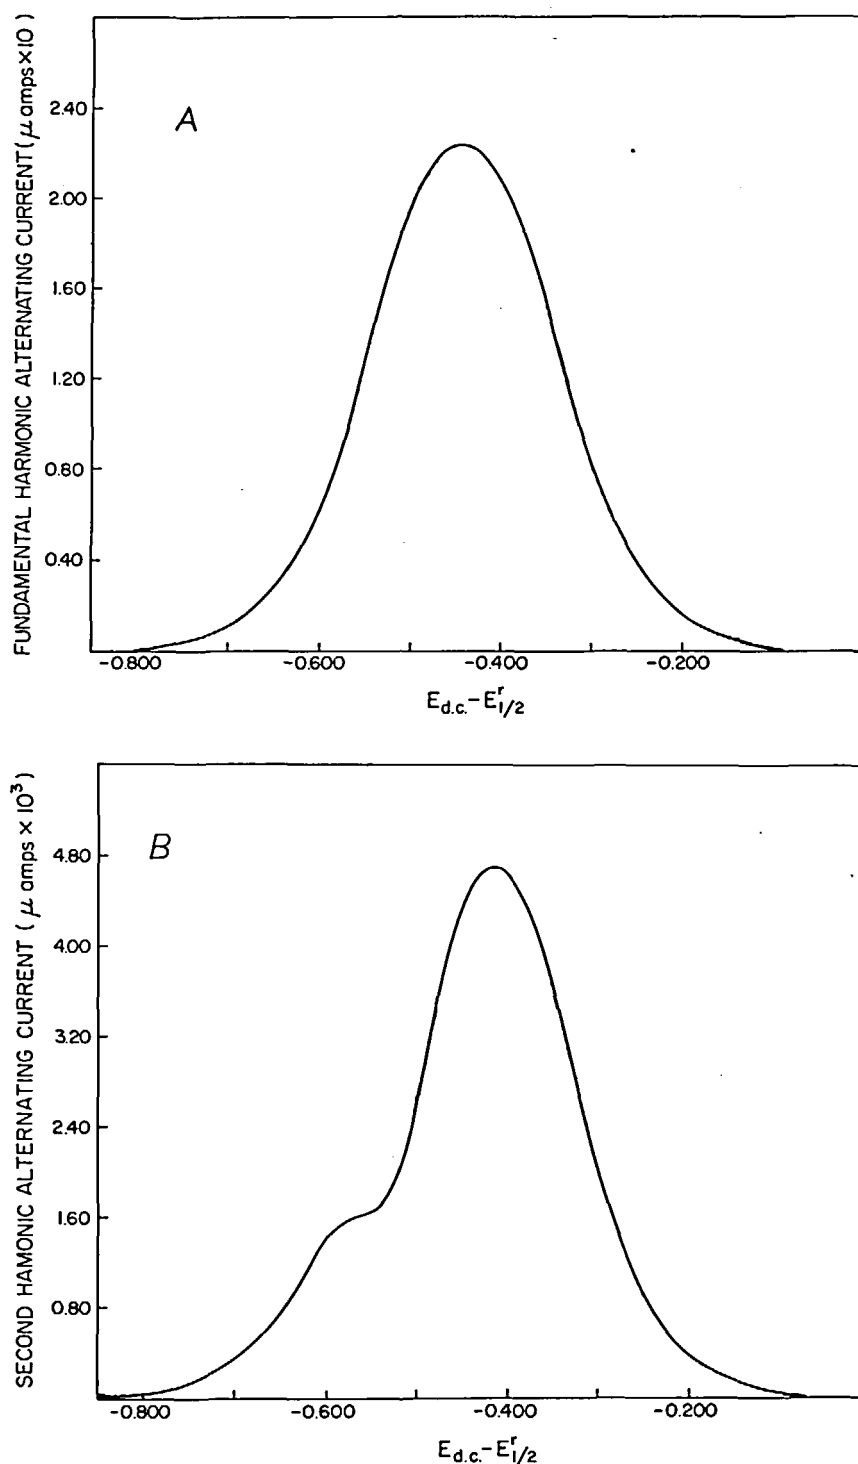 FUNDAMENTAL HARMONIC ALTERNATING CURRENT (μ amps×10)
A
2.40
2.00
1.60
1.20
0.80
0.40
-0.800 -0.600 -0.400 -0.200
E d.c. - E r 1/2
SECOND HAMONIC ALTERNATING CURRENT ( μ amps × 10³)
B
4.80
4.00
3.20
2.40
1.60
0.80
-0.800 -0.600 -0.400 -0.200
E d.c. - E r 1/2